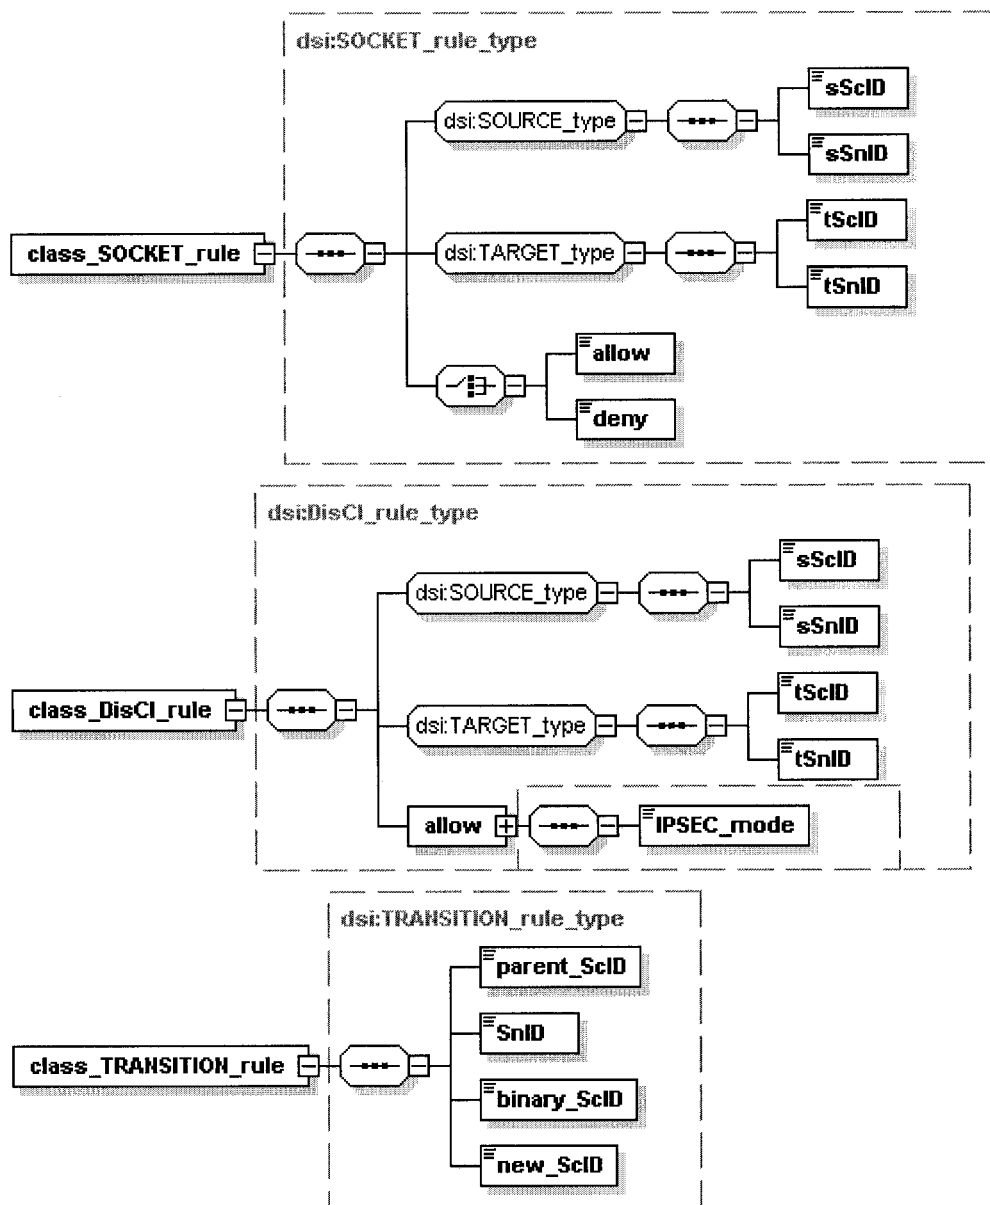 dsi:SOCKET_rule_type
sScID
dsi:SOURCE_type
sSnID
tScID
class_SOCKET_rule
dsi:TARGET_type
tSnID
allow
deny
dsi:DisCI_rule_type
sScID
dsi:SOURCE_type
sSnID
tScID
class_DisCI_rule
dsi:TARGET_type
tSnID
allow
IPSEC_mode
dsi:TRANSITION_rule_type
parent_ScID
SnID
class_TRANSITION_rule
binary_ScID
new_ScID